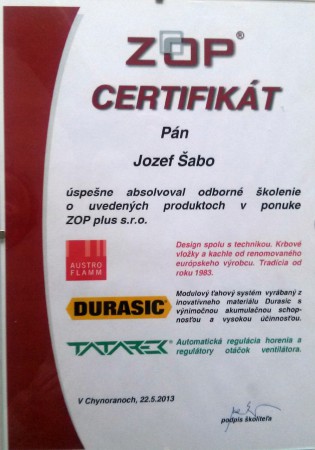 ZOP®
CERTIFIKÁT
Pán
Jozef Šabo
úspešne absolvoval odborné školenie
o uvedených produktoch v ponuke
ZOP plus s.r.o.
AUSTRO
FLAMM
Design spolu s technikou. Krbové
vložky a kachle od renomovaného
európskeho výrobcu. Tradícia od
roku 1983.
DURASIC®
Modulový ťahový systém vyrábaný z
inovatívneho materiálu Durasic s
výnimočnou akumulačnou schop-
nosťou a vysokou účinnosťou.
TATAREK®
Automatická regulácia horenia a
regulátory otáčok ventilátora.
V Chynoranoch, 22.5.2013
podpis školiteľa